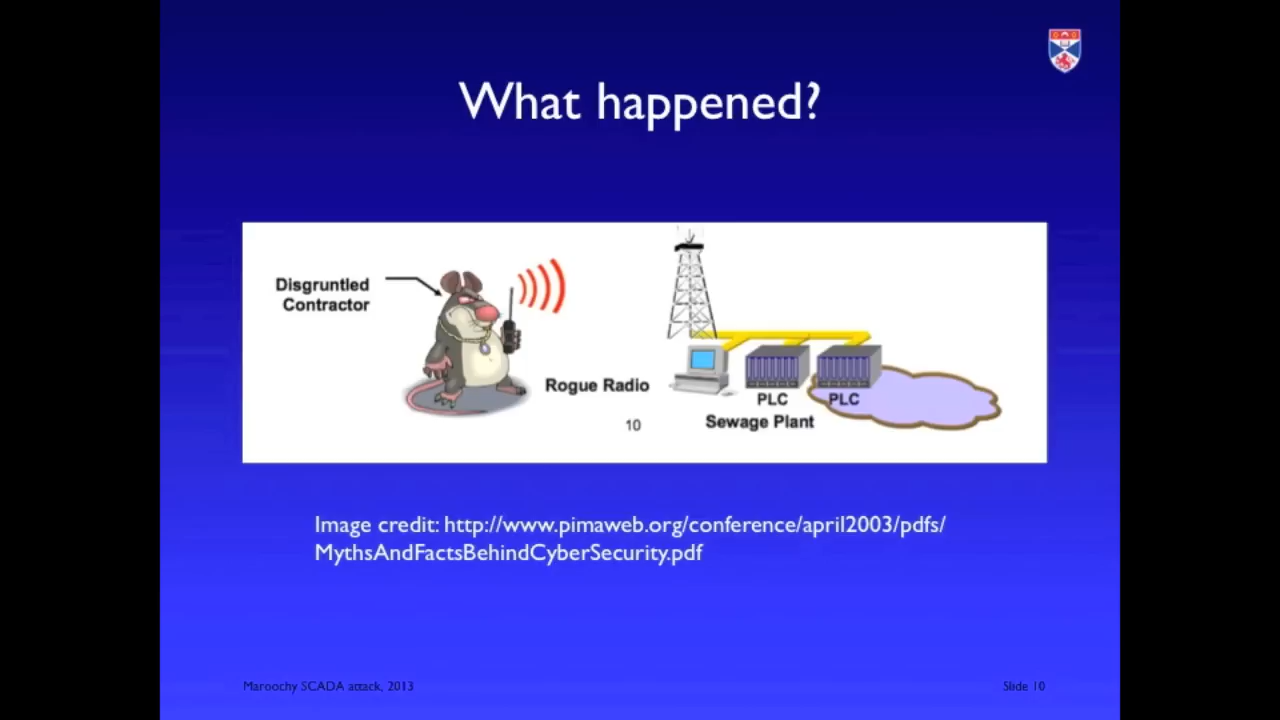 What happened?
Disgruntled
Contractor
Rogue Radio
10
PLC
PLC
Sewage Plant
Image credit: http://www.pimaweb.org/conference/april2003/pdfs/
MythsAndFactsBehindCyberSecurity.pdf
Maroochy SCADA attack, 2013
Slide 10